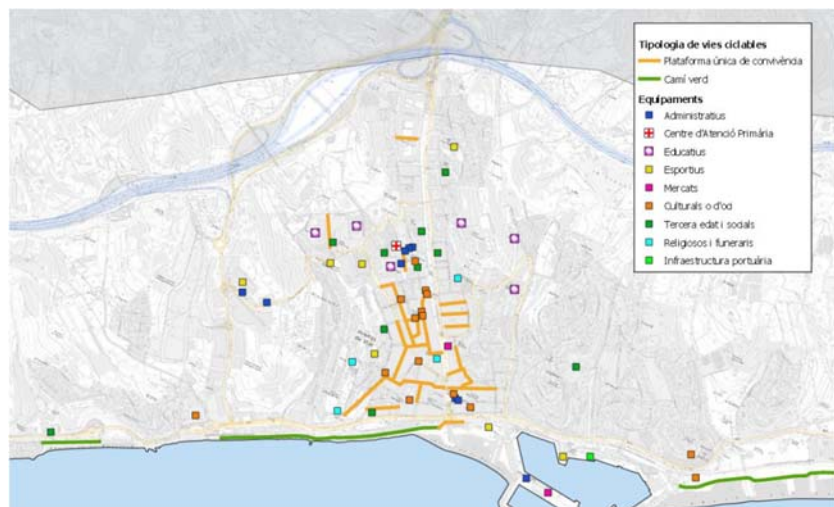 Tipologia de vies ciclables
Plataforma única de convivència
Camí verd
Equipaments
Administratius
Centre d'Atenció Primària
Educatius
Esportius
Mercats
Culturals o d'oci
Tercera edat i socials
Religiosos i funeraris
Infraestructura portuària